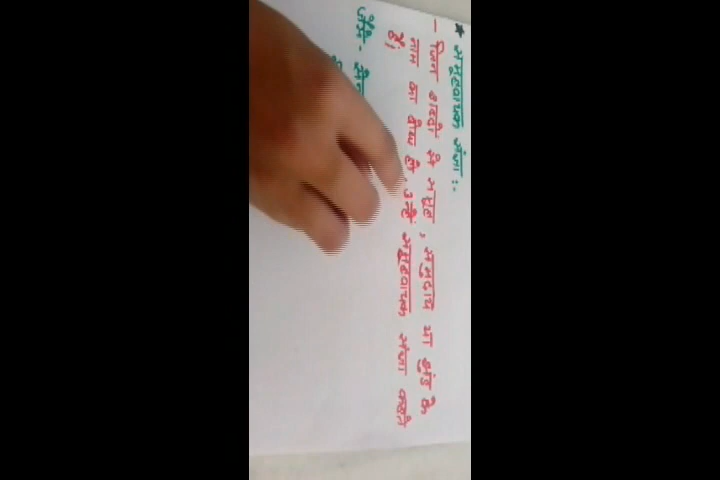 ★ समूहवाचक संज्ञा :-
- जिन शब्दों से समूह, समुदाय या झुंड के
नाम का बोध हो, उन्हें समूहवाचक संज्ञा कहते
हैं।
जैसे -